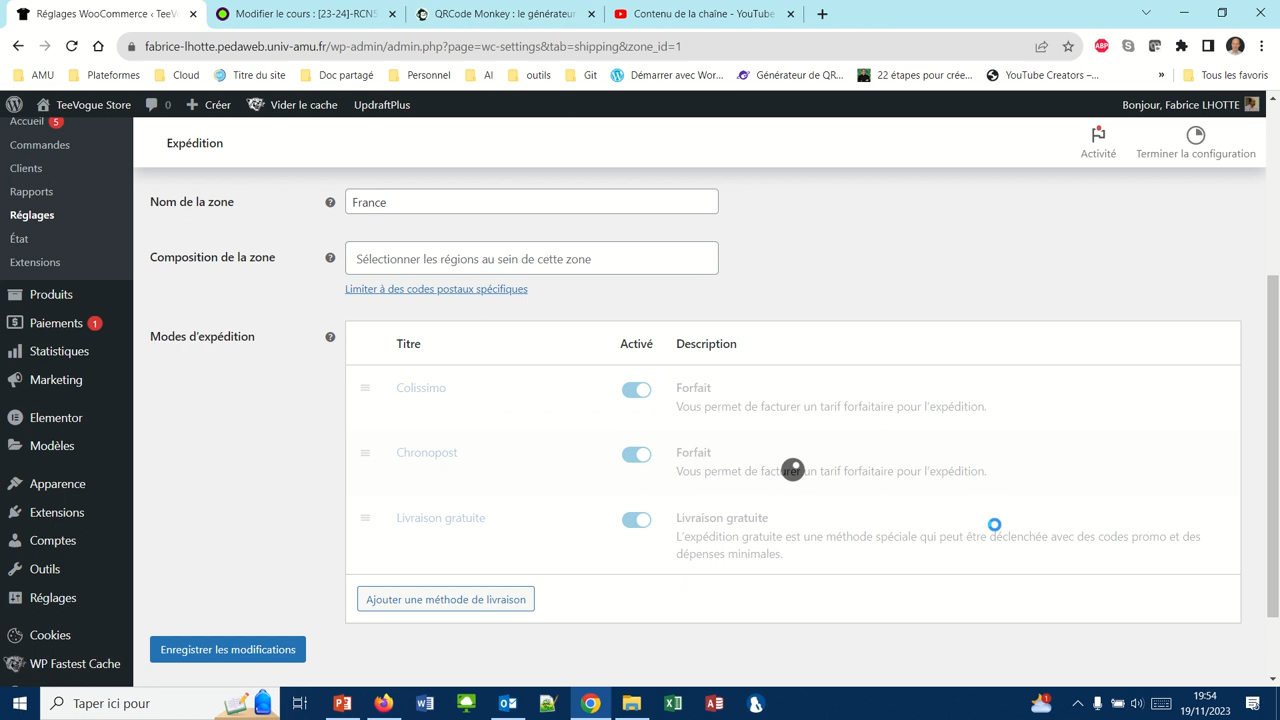 Réglages WooCommerce ‹ TeeV
Modifier le cours : [23-24]-RCNS
QRCode Monkey : le générateur
Contenu de la chaîne - YouTube
fabrice-lhotte.pedaweb.univ-amu.fr/wp-admin/admin.php?page=wc-settings&tab=shipping&zone_id=1
ABP
AMU
Plateformes
Cloud
Titre du site
Doc partagé
Personnel
AI
outils
Git
Démarrer avec Wor...
Générateur de QR...
22 étapes pour crée...
YouTube Creators –...
»
Tous les favoris
TeeVogue Store
0
Créer
Vider le cache
UpdraftPlus
Bonjour, Fabrice LHOTTE
Accueil 5
Commandes
Clients
Rapports
Réglages
État
Extensions
Produits
Paiements 1
Statistiques
Marketing
Elementor
Modèles
Apparence
Extensions
Comptes
Outils
Réglages
Cookies
WP Fastest Cache
Expédition
Activité
Terminer la configuration
Nom de la zone
France
Composition de la zone
Sélectionner les régions au sein de cette zone
Limiter à des codes postaux spécifiques
Modes d'expédition
Titre Activé Description
Colissimo
Forfait
Vous permet de facturer un tarif forfaitaire pour l'expédition.
Chronopost
Forfait
Vous permet de facturer un tarif forfaitaire pour l'expédition.
Livraison gratuite
Livraison gratuite
L'expédition gratuite est une méthode spéciale qui peut être déclenchée avec des codes promo et des
dépenses minimales.
Ajouter une méthode de livraison
Enregistrer les modifications
Taper ici pour
1
19:54
19/11/2023